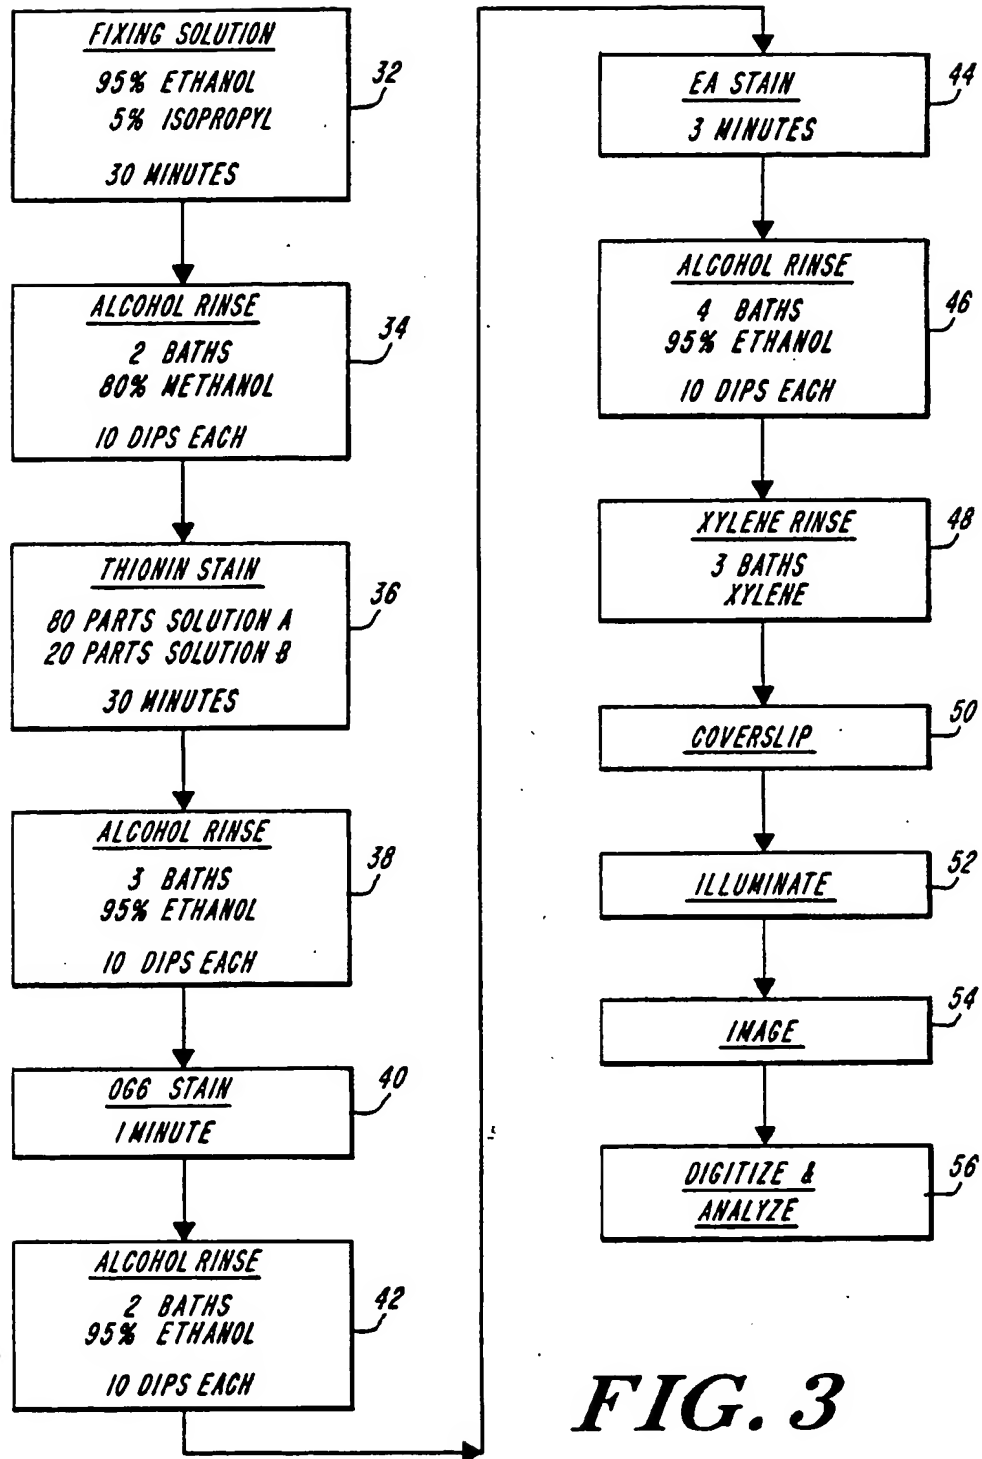 FIXING SOLUTION
95% ETHANOL
5% ISOPROPYL
30 MINUTES
32
ALCOHOL RINSE
2 BATHS
80% METHANOL
10 DIPS EACH
34
THIONIN STAIN
80 PARTS SOLUTION A
20 PARTS SOLUTION B
30 MINUTES
36
ALCOHOL RINSE
3 BATHS
95% ETHANOL
10 DIPS EACH
38
OG6 STAIN
1 MINUTE
40
ALCOHOL RINSE
2 BATHS
95% ETHANOL
10 DIPS EACH
42
EA STAIN
3 MINUTES
44
ALCOHOL RINSE
4 BATHS
95% ETHANOL
10 DIPS EACH
46
XYLENE RINSE
3 BATHS
XYLENE
48
COVERSLIP
50
ILLUMINATE
52
IMAGE
54
DIGITIZE &
ANALYZE
56
FIG. 3